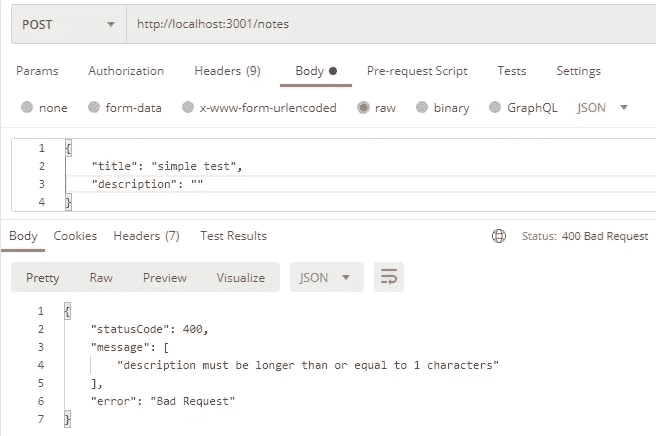 POST http://localhost:3001/notes
Params Authorization Headers (9) Body Pre-request Script Tests Settings
none form-data x-www-form-urlencoded raw binary GraphQL JSON
1 {
2 "title": "simple test",
3 "description": ""
4 }
Body Cookies Headers (7) Test Results Status: 400 Bad Request
Pretty Raw Preview Visualize JSON
1 {
2 "statusCode": 400,
3 "message": [
4 "description must be longer than or equal to 1 characters"
5 ],
6 "error": "Bad Request"
7 }